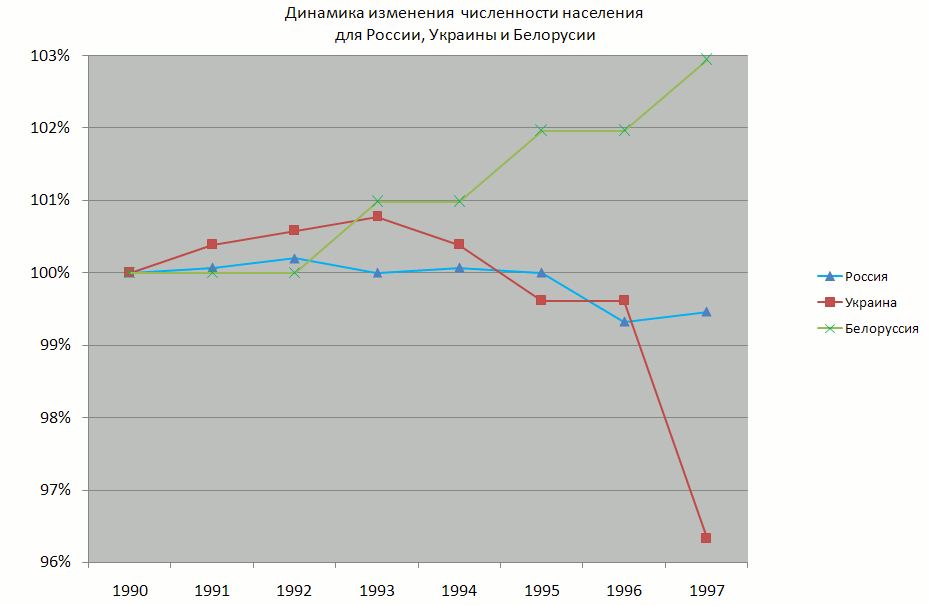 Динамика изменения численности населения
для России, Украины и Белорусии
103%
102%
101%
100%
99%
98%
97%
96%
1990 1991 1992 1993 1994 1995 1996 1997
Россия
Украина
Белоруссия